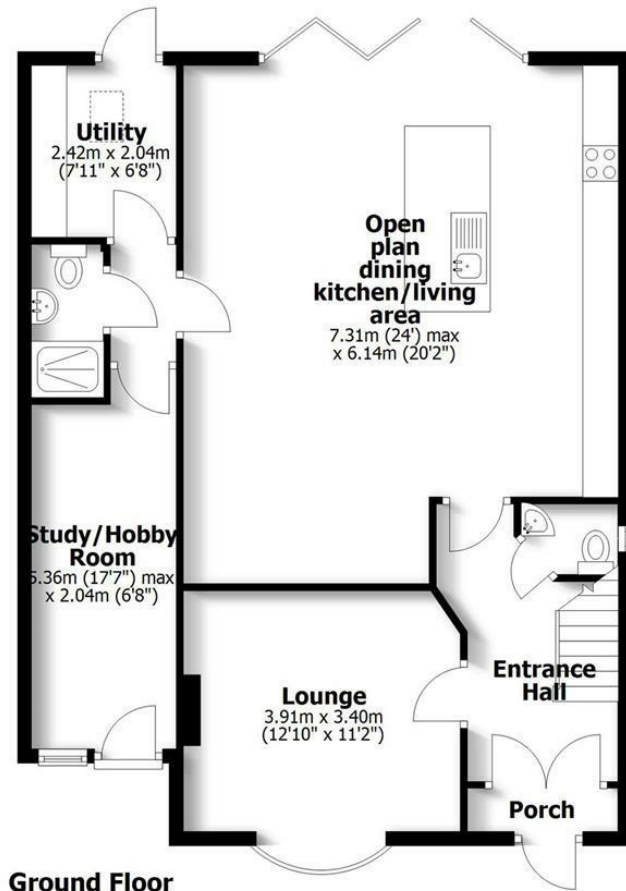 Utility
2.42m x 2.04m
(7'11" x 6'8")
Open
plan
dining
kitchen/living
area
7.31m (24') max
x 6.14m (20'2")
Study/Hobby
Room
5.36m (17'7") max
x 2.04m (6'8")
Lounge
3.91m x 3.40m
(12'10" x 11'2")
Entrance
Hall
Porch
Ground Floor